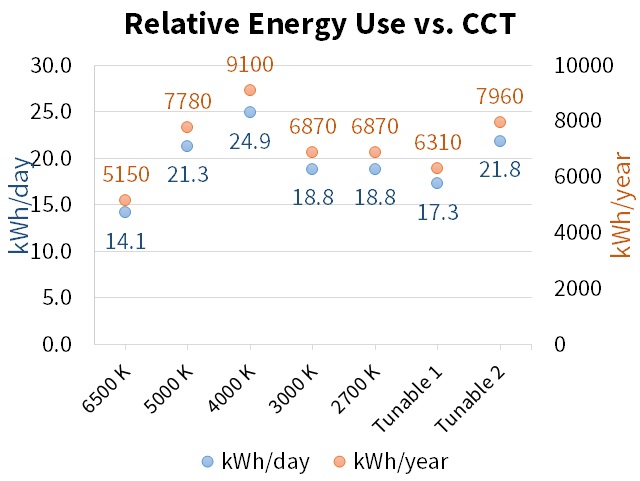 Relative Energy Use vs. CCT
30.0
25.0
20.0
15.0
10.0
5.0
0.0
kWh/day
10000
8000
6000
4000
2000
0
kWh/year
5150
7780
9100
6870
6870
6310
7960
14.1
21.3
24.9
18.8
18.8
17.3
21.8
6500 K
5000 K
4000 K
3000 K
2700 K
Tunable 1
Tunable 2
kWh/day
kWh/year